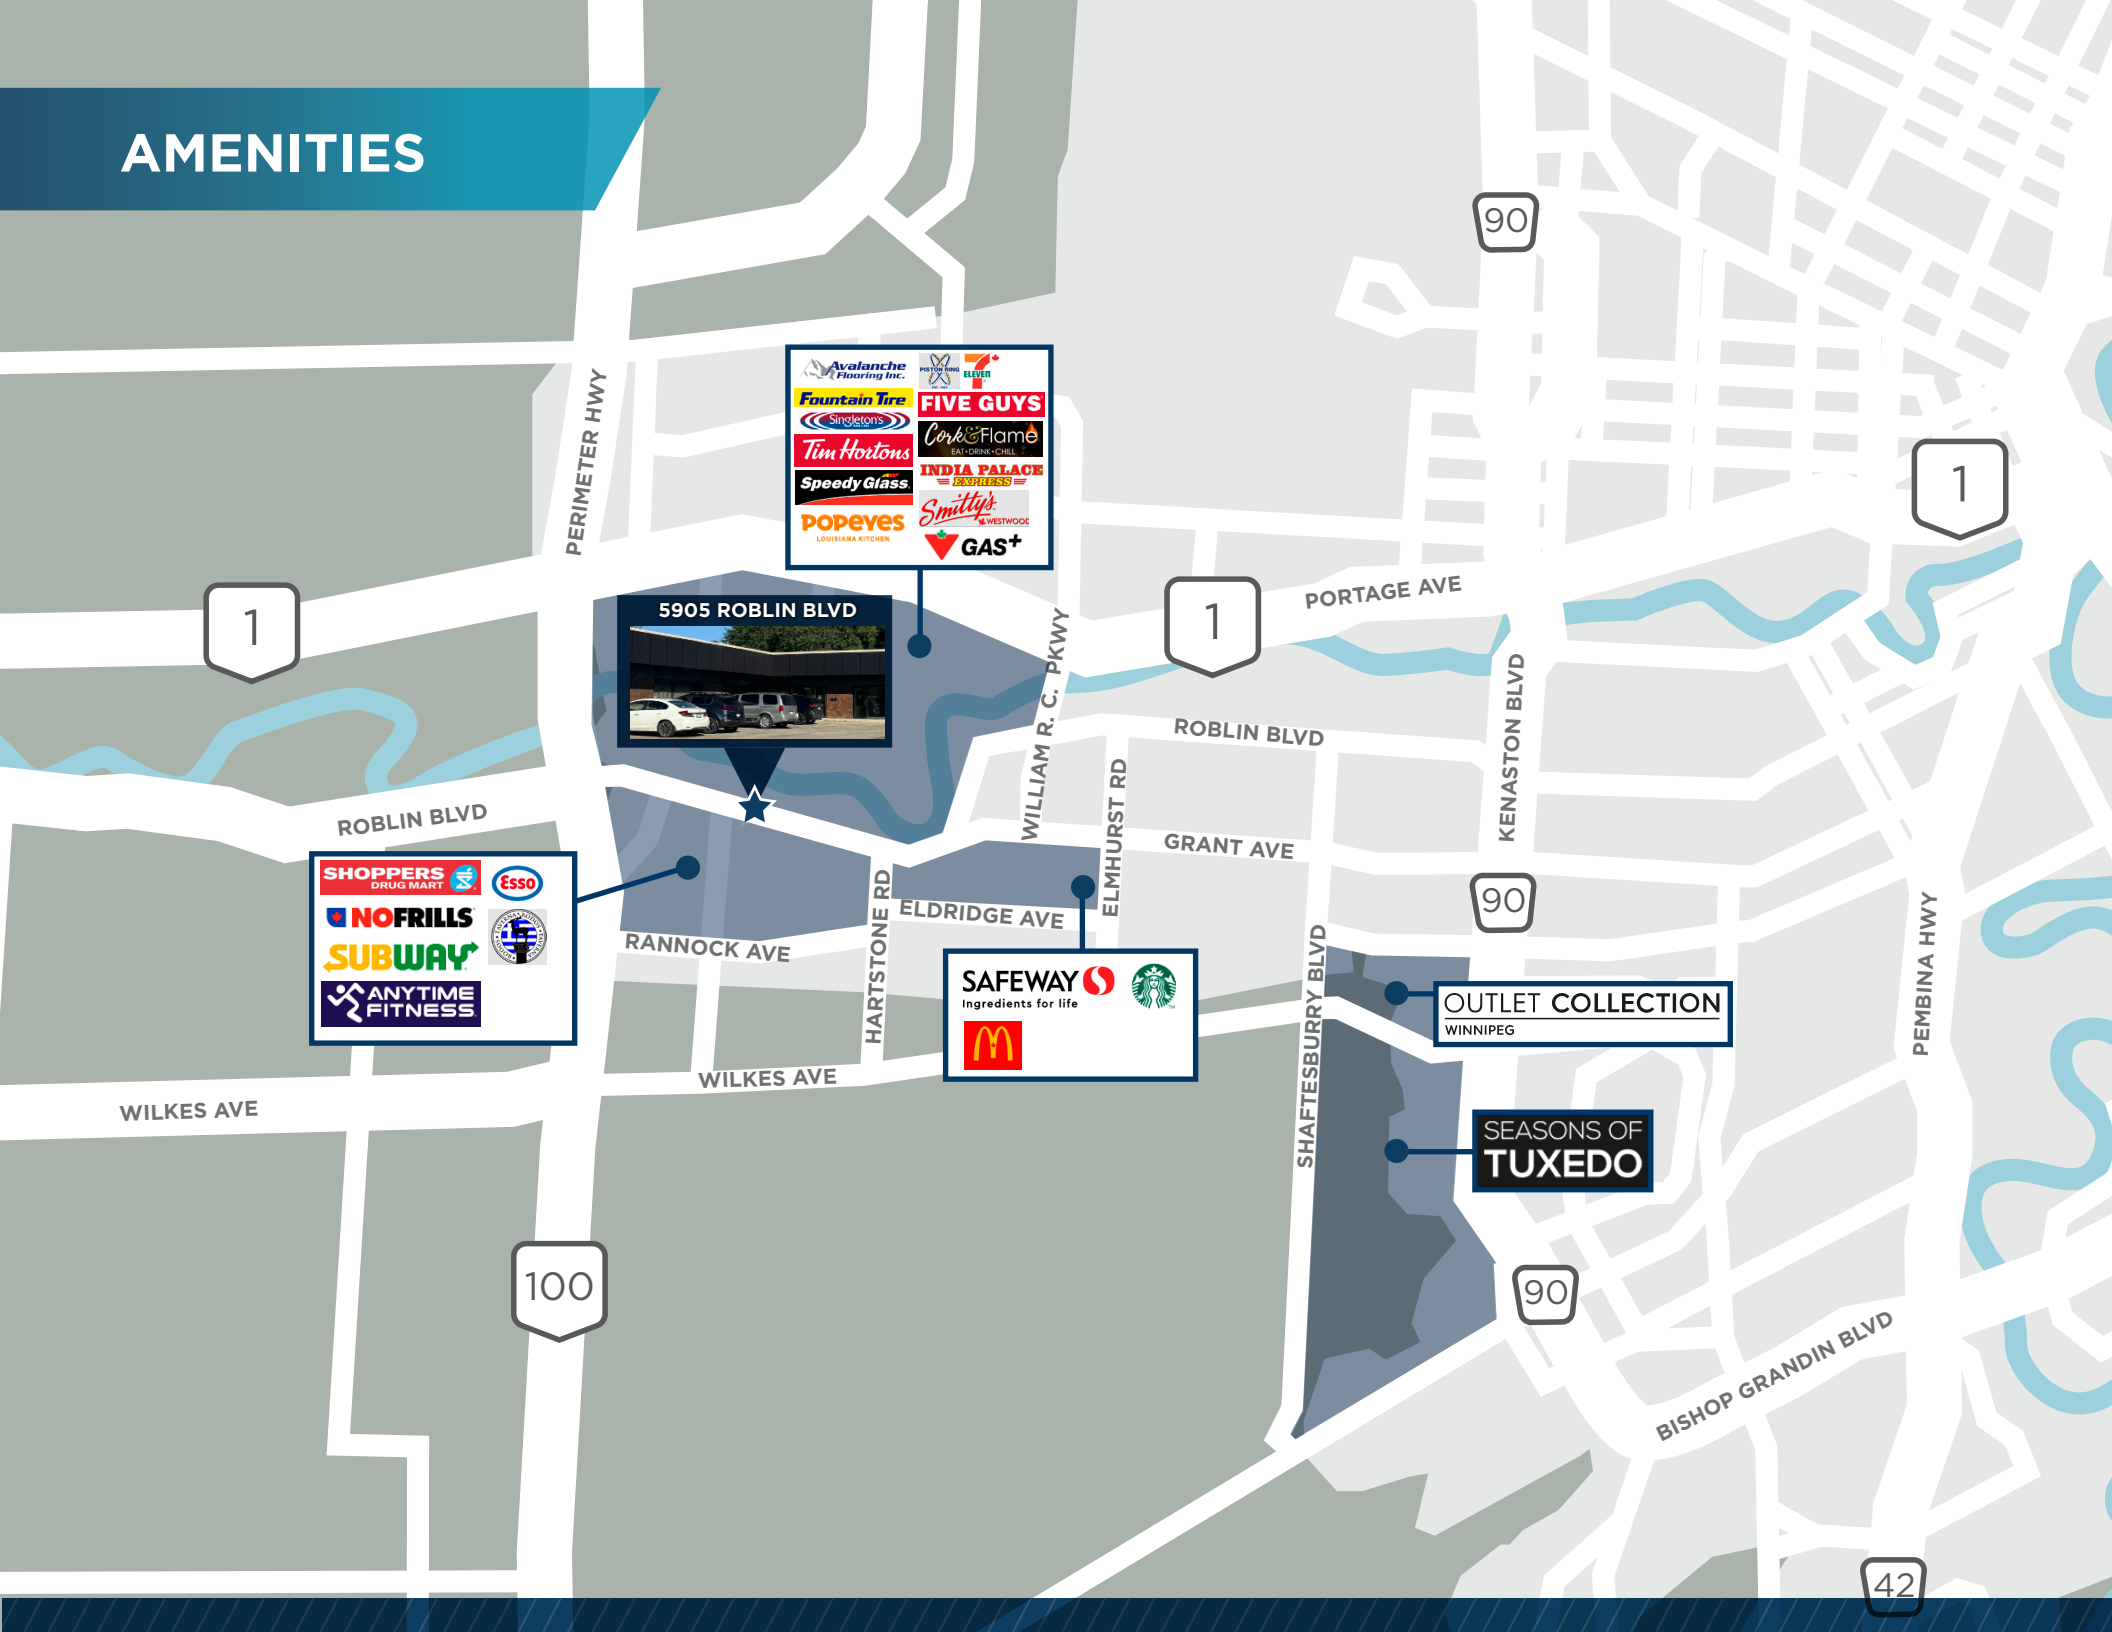 AMENITIES
90
Avalanche
Flooring Inc.
PISTON RING
7
ELEVEN
Fountain Tire
FIVE GUYS
Singleton's
Cork&Flame
EAT•DRINK•CHILL
Tim Hortons
INDIA PALACE
EXPRESS
Speedy Glass
Smitty's
WESTWOOD
POPEYES
LOUISIANA KITCHEN
GAS+
PERIMETER HWY
1
1
1
PORTAGE AVE
5905 ROBLIN BLVD
WILLIAM R. C. PKWY
ROBLIN BLVD
KENASTON BLVD
ROBLIN BLVD
ELMHURST RD
GRANT AVE
SHOPPERS
DRUG MART
Esso
NOFRILLS
SUBWAY
ANYTIME
FITNESS
HARTSTONE RD
ELDRIDGE AVE
RANNOCK AVE
90
PEMBINA HWY
SHAFTESBURRY BLVD
SAFEWAY
Ingredients for life
OUTLET COLLECTION
WINNIPEG
WILKES AVE
WILKES AVE
SEASONS OF
TUXEDO
100
90
BISHOP GRANDIN BLVD
42